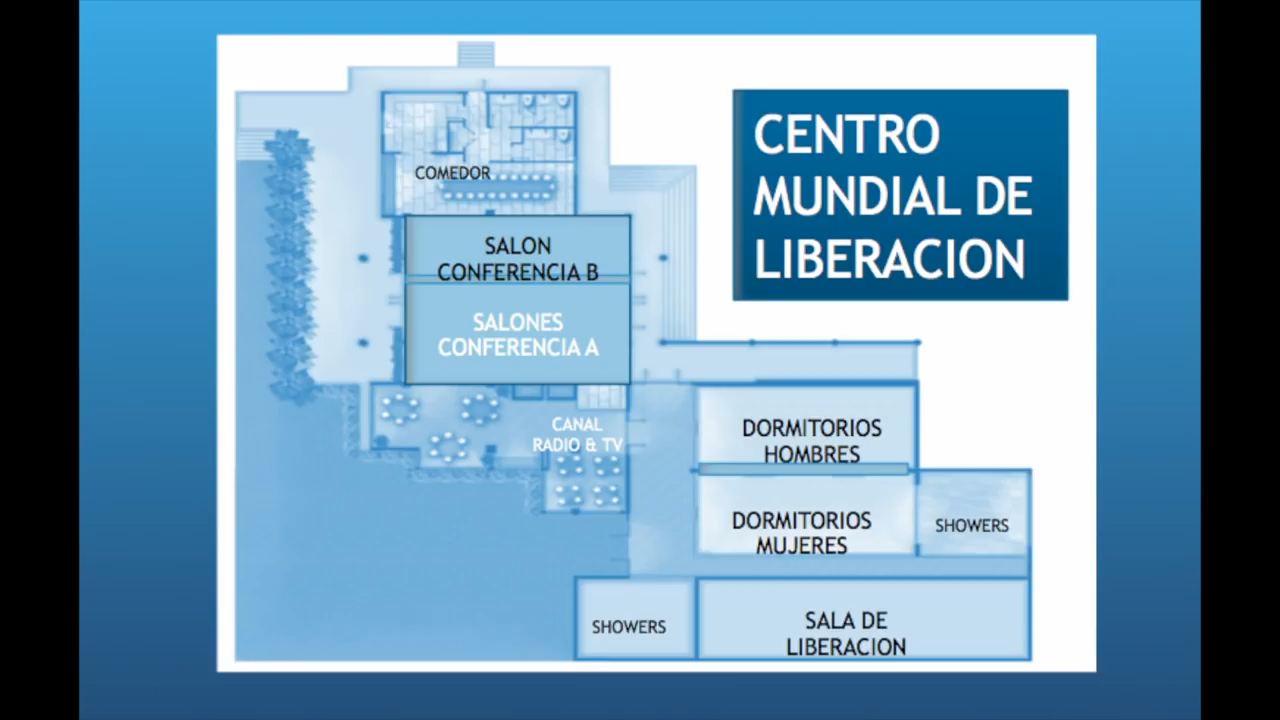 CENTRO
MUNDIAL DE
LIBERACION
COMEDOR
SALON
CONFERENCIA B
SALONES
CONFERENCIA A
CANAL
RADIO & TV
DORMITORIOS
HOMBRES
DORMITORIOS
MUJERES
SHOWERS
SHOWERS
SALA DE
LIBERACION